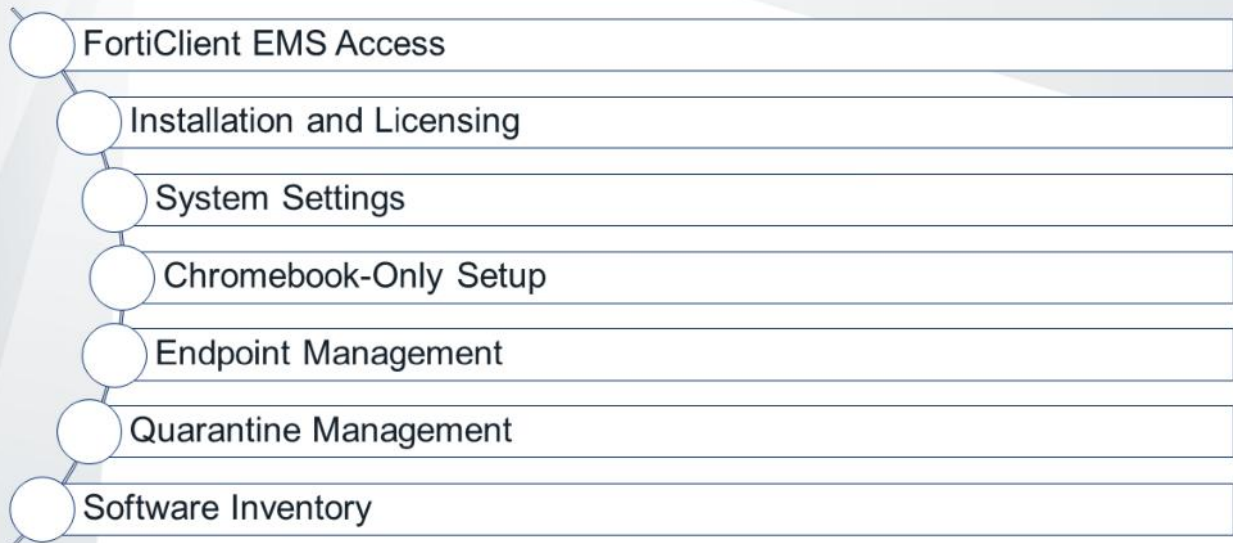 FortiClient EMS Access
Installation and Licensing
System Settings
Chromebook-Only Setup
Endpoint Management
Quarantine Management
Software Inventory